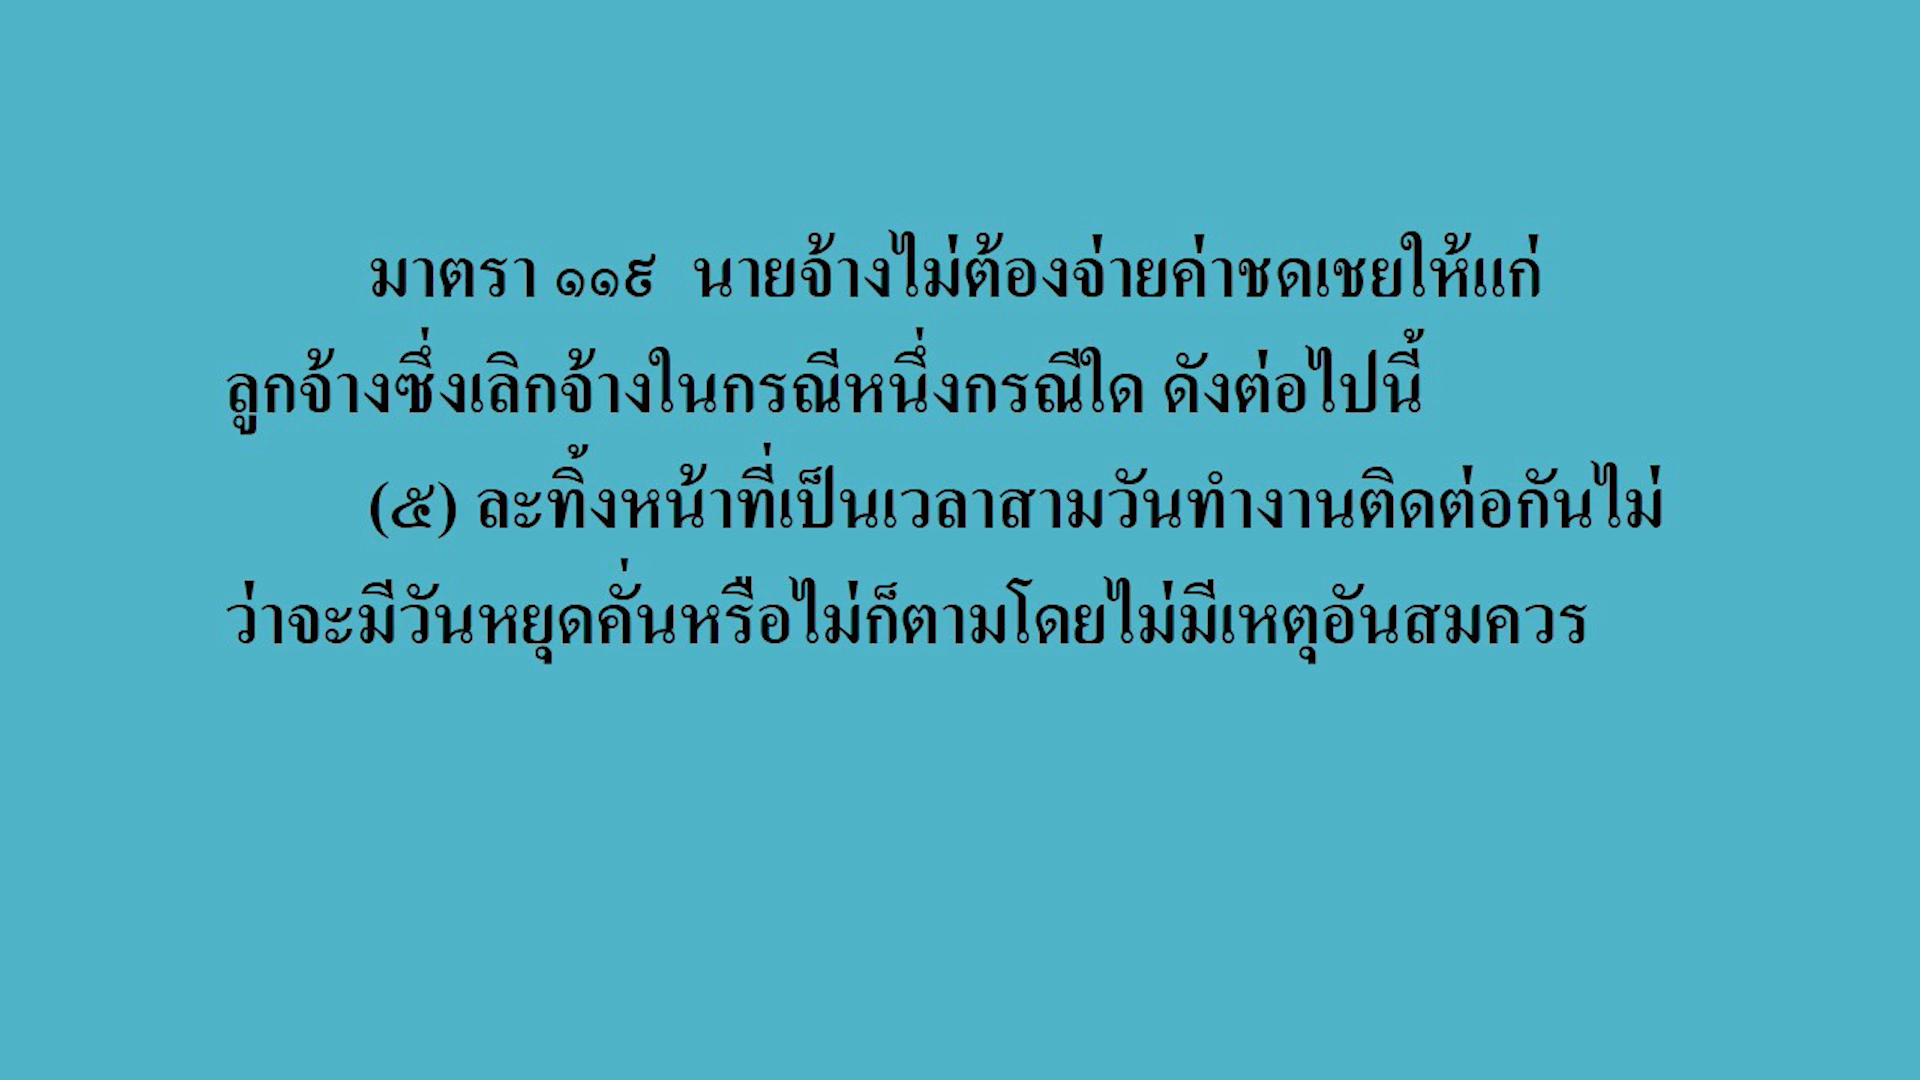 มาตรา ๑๑๙ นายจ้างไม่ต้องจ่ายค่าชดเชยให้แก่
ลูกจ้างซึ่งเลิกจ้างในกรณีหนึ่งกรณีใด ดังต่อไปนี้
(๕) ละทิ้งหน้าที่เป็นเวลาสามวันทำงานติดต่อกันไม่
ว่าจะมีวันหยุดคั่นหรือไม่ก็ตามโดยไม่มีเหตุอันสมควร